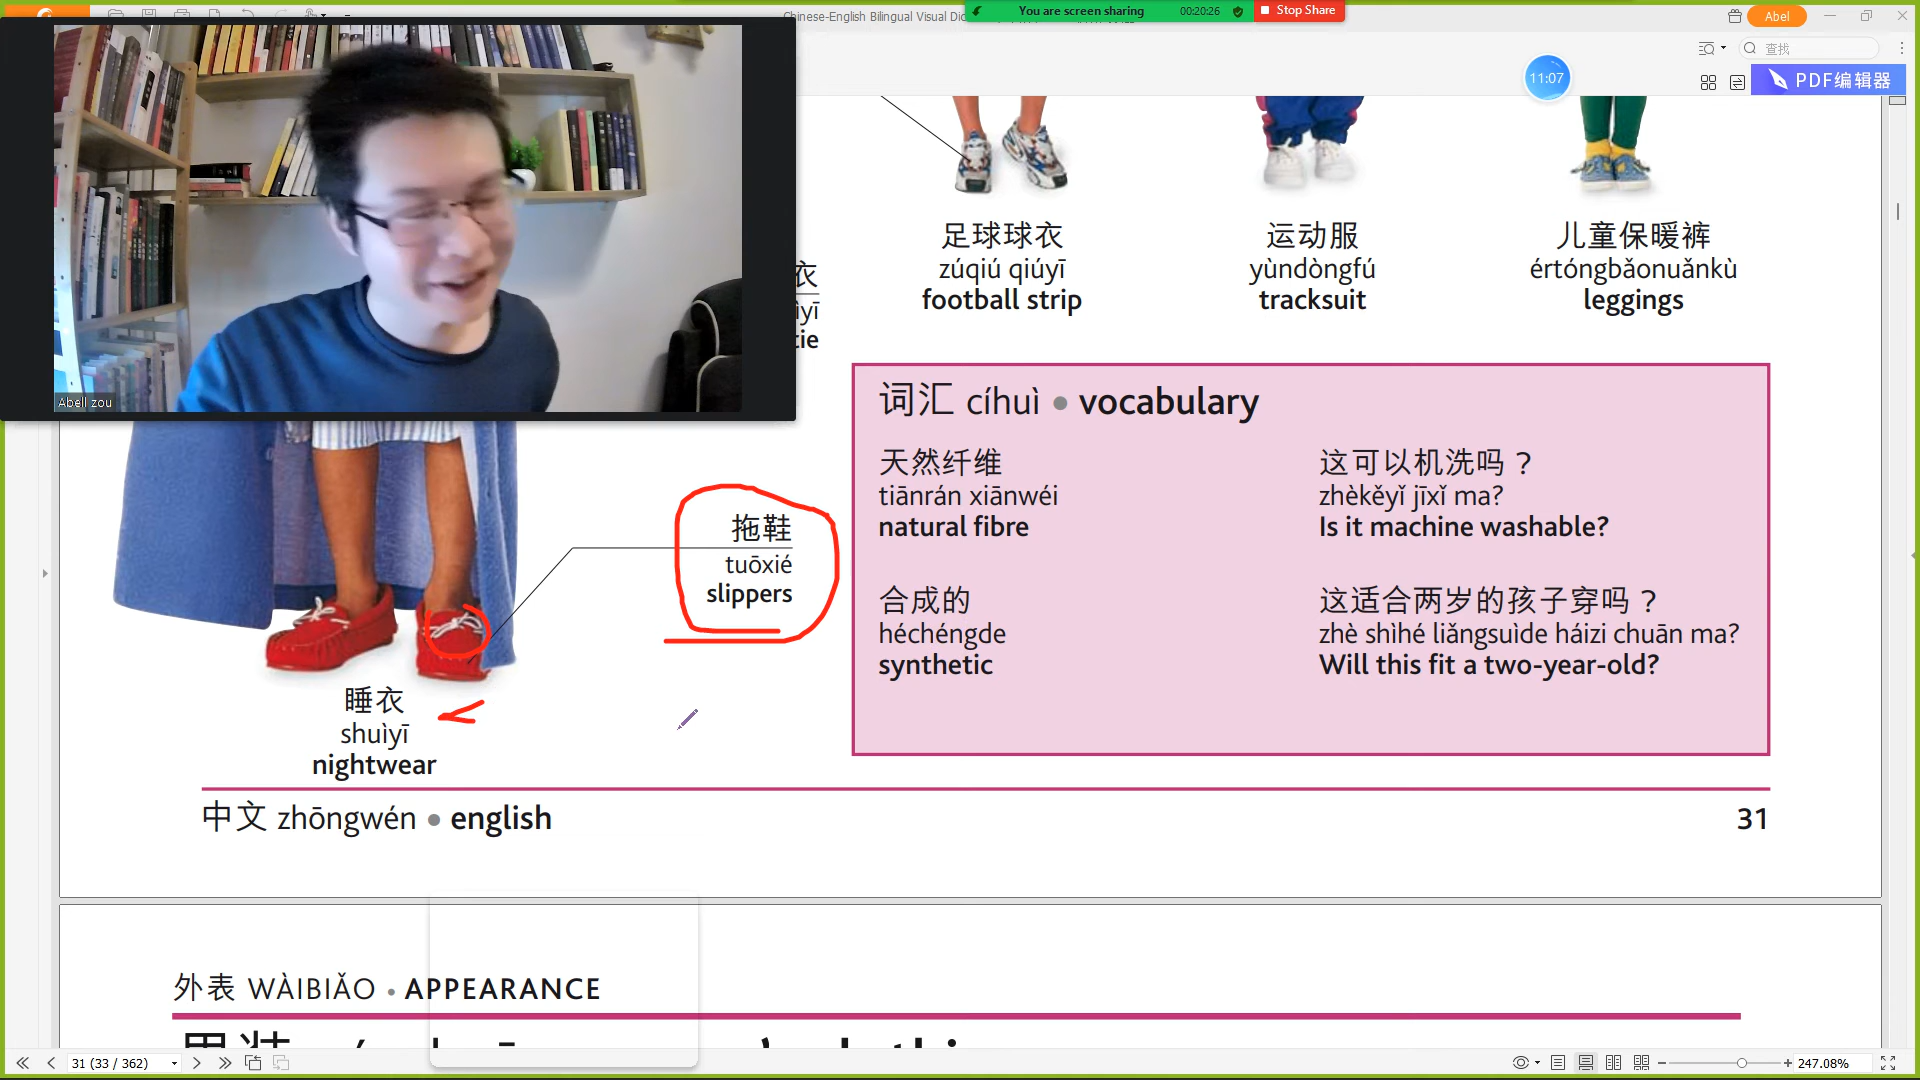 Chinese-English Bilingual Visual Dic
You are screen sharing
00:20:26
Stop Share
Abel
查找
11:07
PDF编辑器
Abell zou
衣
yī
tie
足球球衣
zúqiú qiúyī
football strip
运动服
yùndòngfú
tracksuit
儿童保暖裤
értóngbǎonuǎnkù
leggings
词汇 cíhuì ● vocabulary
天然纤维
tiānrán xiānwéi
natural fibre
合成的
héchéngde
synthetic
这可以机洗吗？
zhèkěyǐ jīxǐ ma?
Is it machine washable?
这适合两岁的孩子穿吗？
zhè shìhé liǎngsuìde háizi chuān ma?
Will this fit a two-year-old?
拖鞋
tuōxié
slippers
睡衣
shuìyī
nightwear
中文 zhōngwén ● english
31
外表 WÀIBIǍO • APPEARANCE
31 (33 / 362)
247.08%